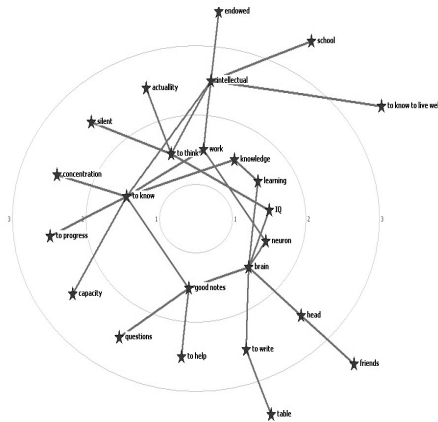 endowed
school
intellectual
actuallity
to know to live wel
silent
work
to think
knowledge
concentration
learning
to know
3
1
1
2
3
IQ
to progress
neuron
brain
capacity
good notes
head
questions
to write
to help
friends
table